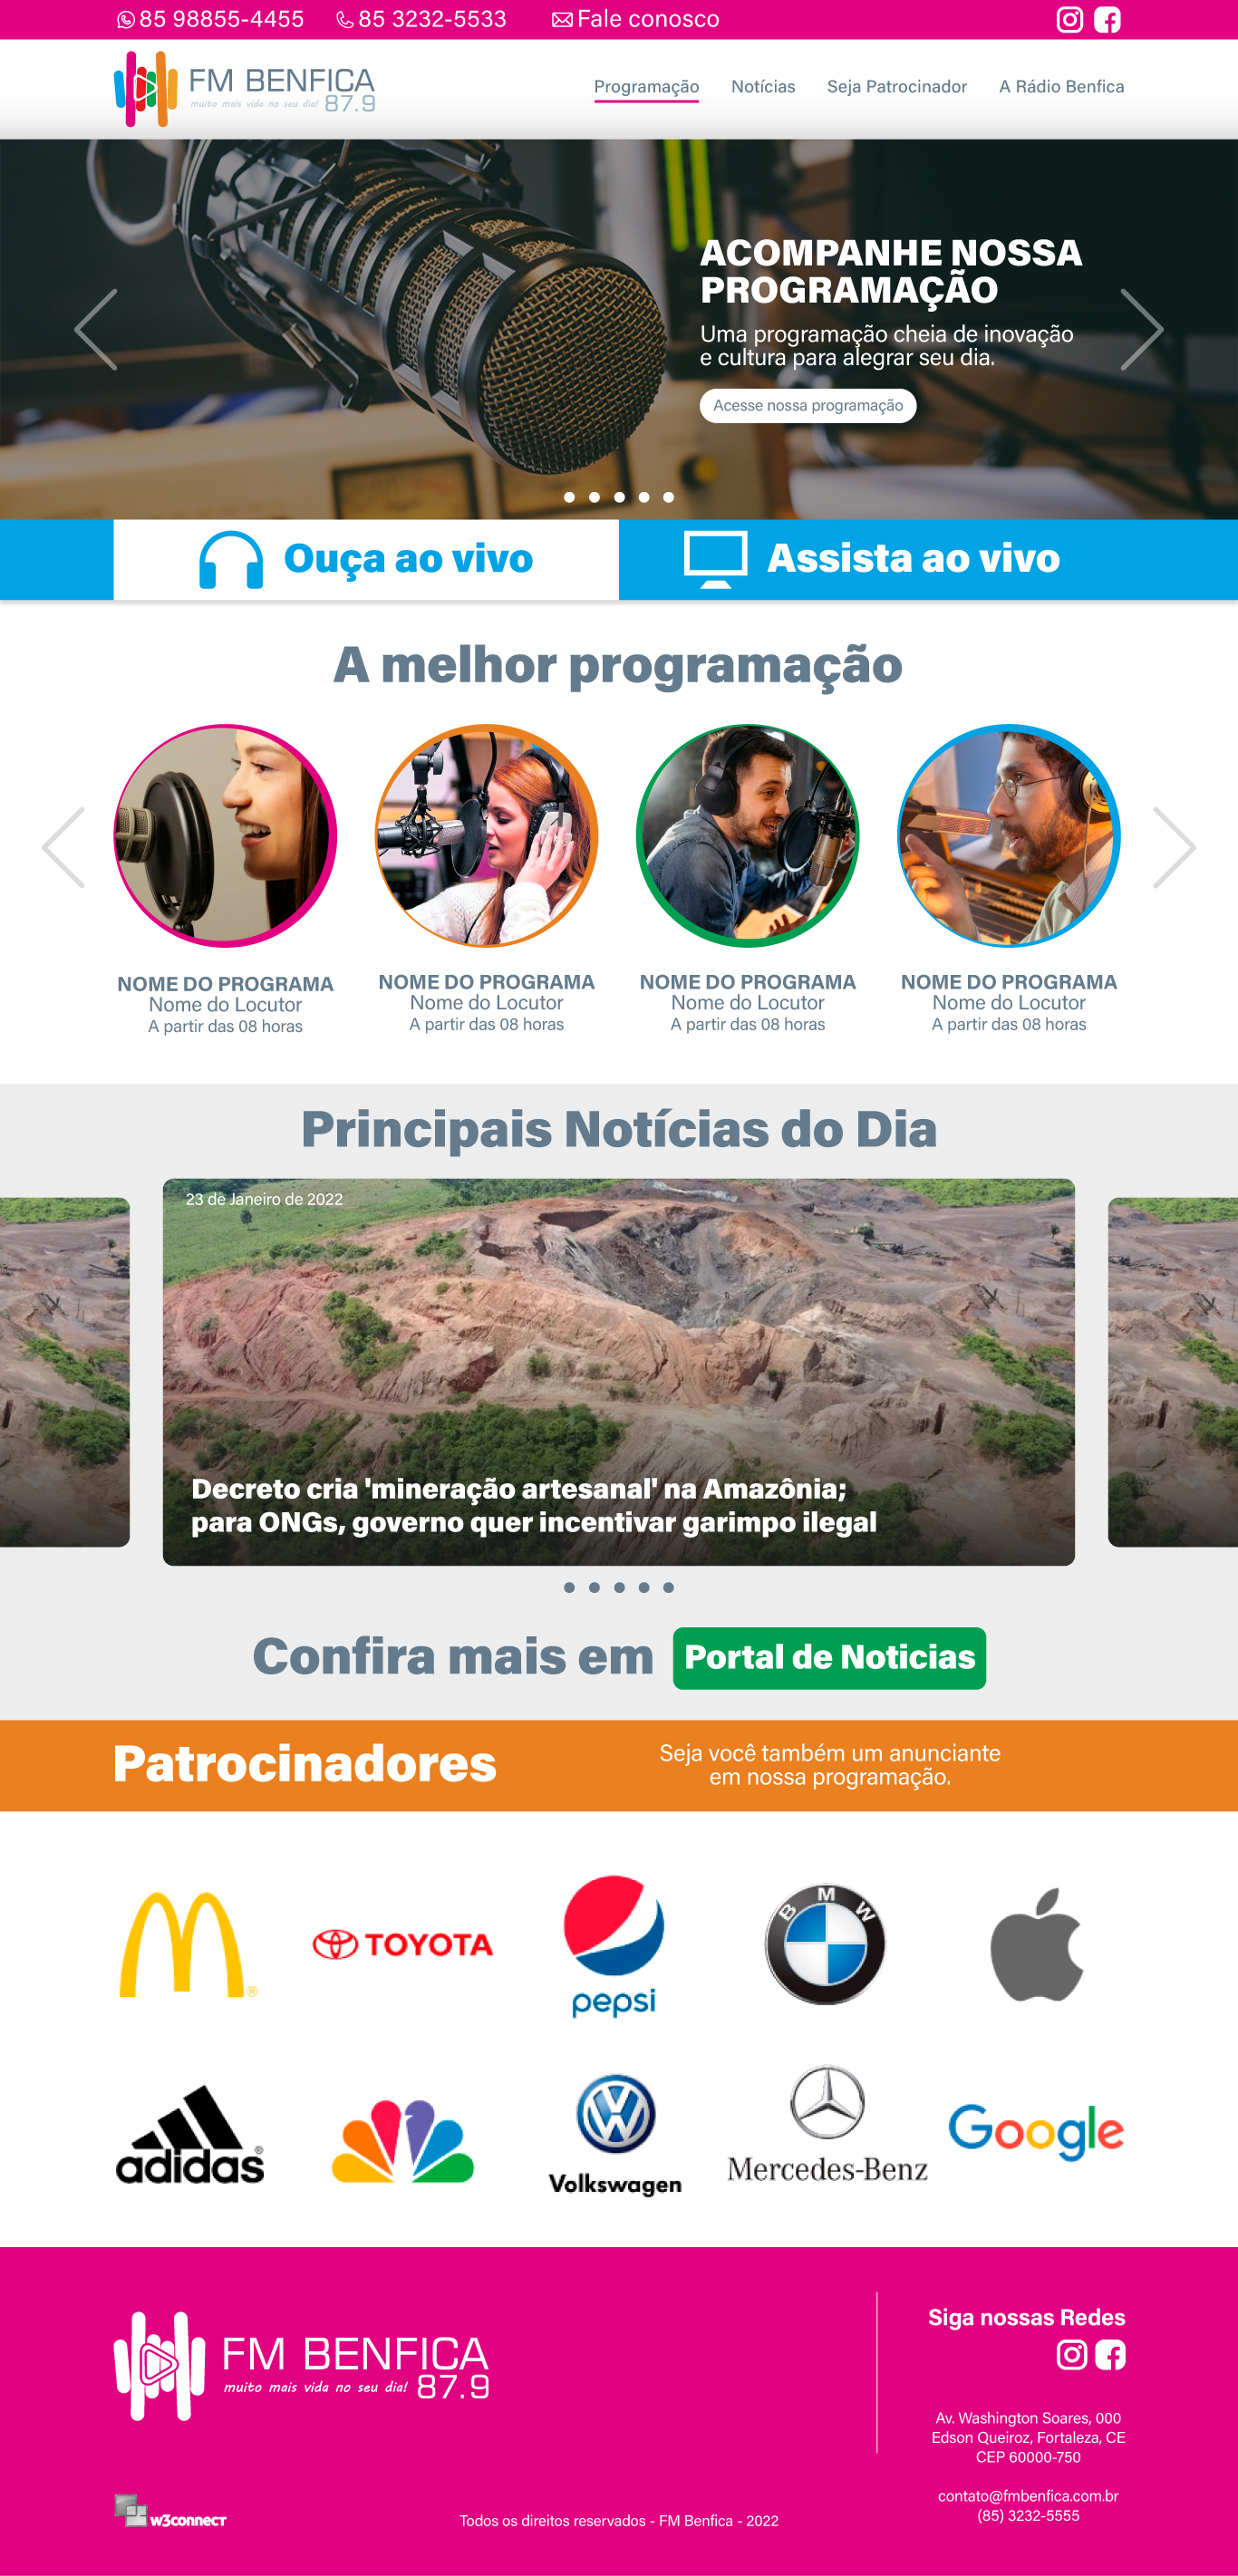 85 98855-4455
85 3232-5533
Fale conosco
FM BENFICA
muito mais vida no seu dia!
87.9
Programação
Notícias
Seja Patrocinador
A Rádio Benfica
ACOMPANHE NOSSA
PROGRAMAÇÃO
Uma programação cheia de inovação
e cultura para alegrar seu dia.
Acesse nossa programação
Ouça ao vivo
Assista ao vivo
A melhor programação
NOME DO PROGRAMA
Nome do Locutor
A partir das 08 horas
NOME DO PROGRAMA
Nome do Locutor
A partir das 08 horas
NOME DO PROGRAMA
Nome do Locutor
A partir das 08 horas
NOME DO PROGRAMA
Nome do Locutor
A partir das 08 horas
Principais Notícias do Dia
23 de Janeiro de 2022
Decreto cria 'mineração artesanal' na Amazônia;
para ONGs, governo quer incentivar garimpo ilegal
Confira mais em
Portal de Noticias
Patrocinadores
Seja você também um anunciante
em nossa programação.
M ®
TOYOTA
pepsi
BMW
adidas ®
Volkswagen
Mercedes-Benz
Google
FM BENFICA
muito mais vida no seu dia!
87.9
Siga nossas Redes
Av. Washington Soares, 000
Edson Queiroz, Fortaleza, CE
CEP 60000-750
contato@fmbenfica.com.br
(85) 3232-5555
w3connect
Todos os direitos reservados - FM Benfica - 2022